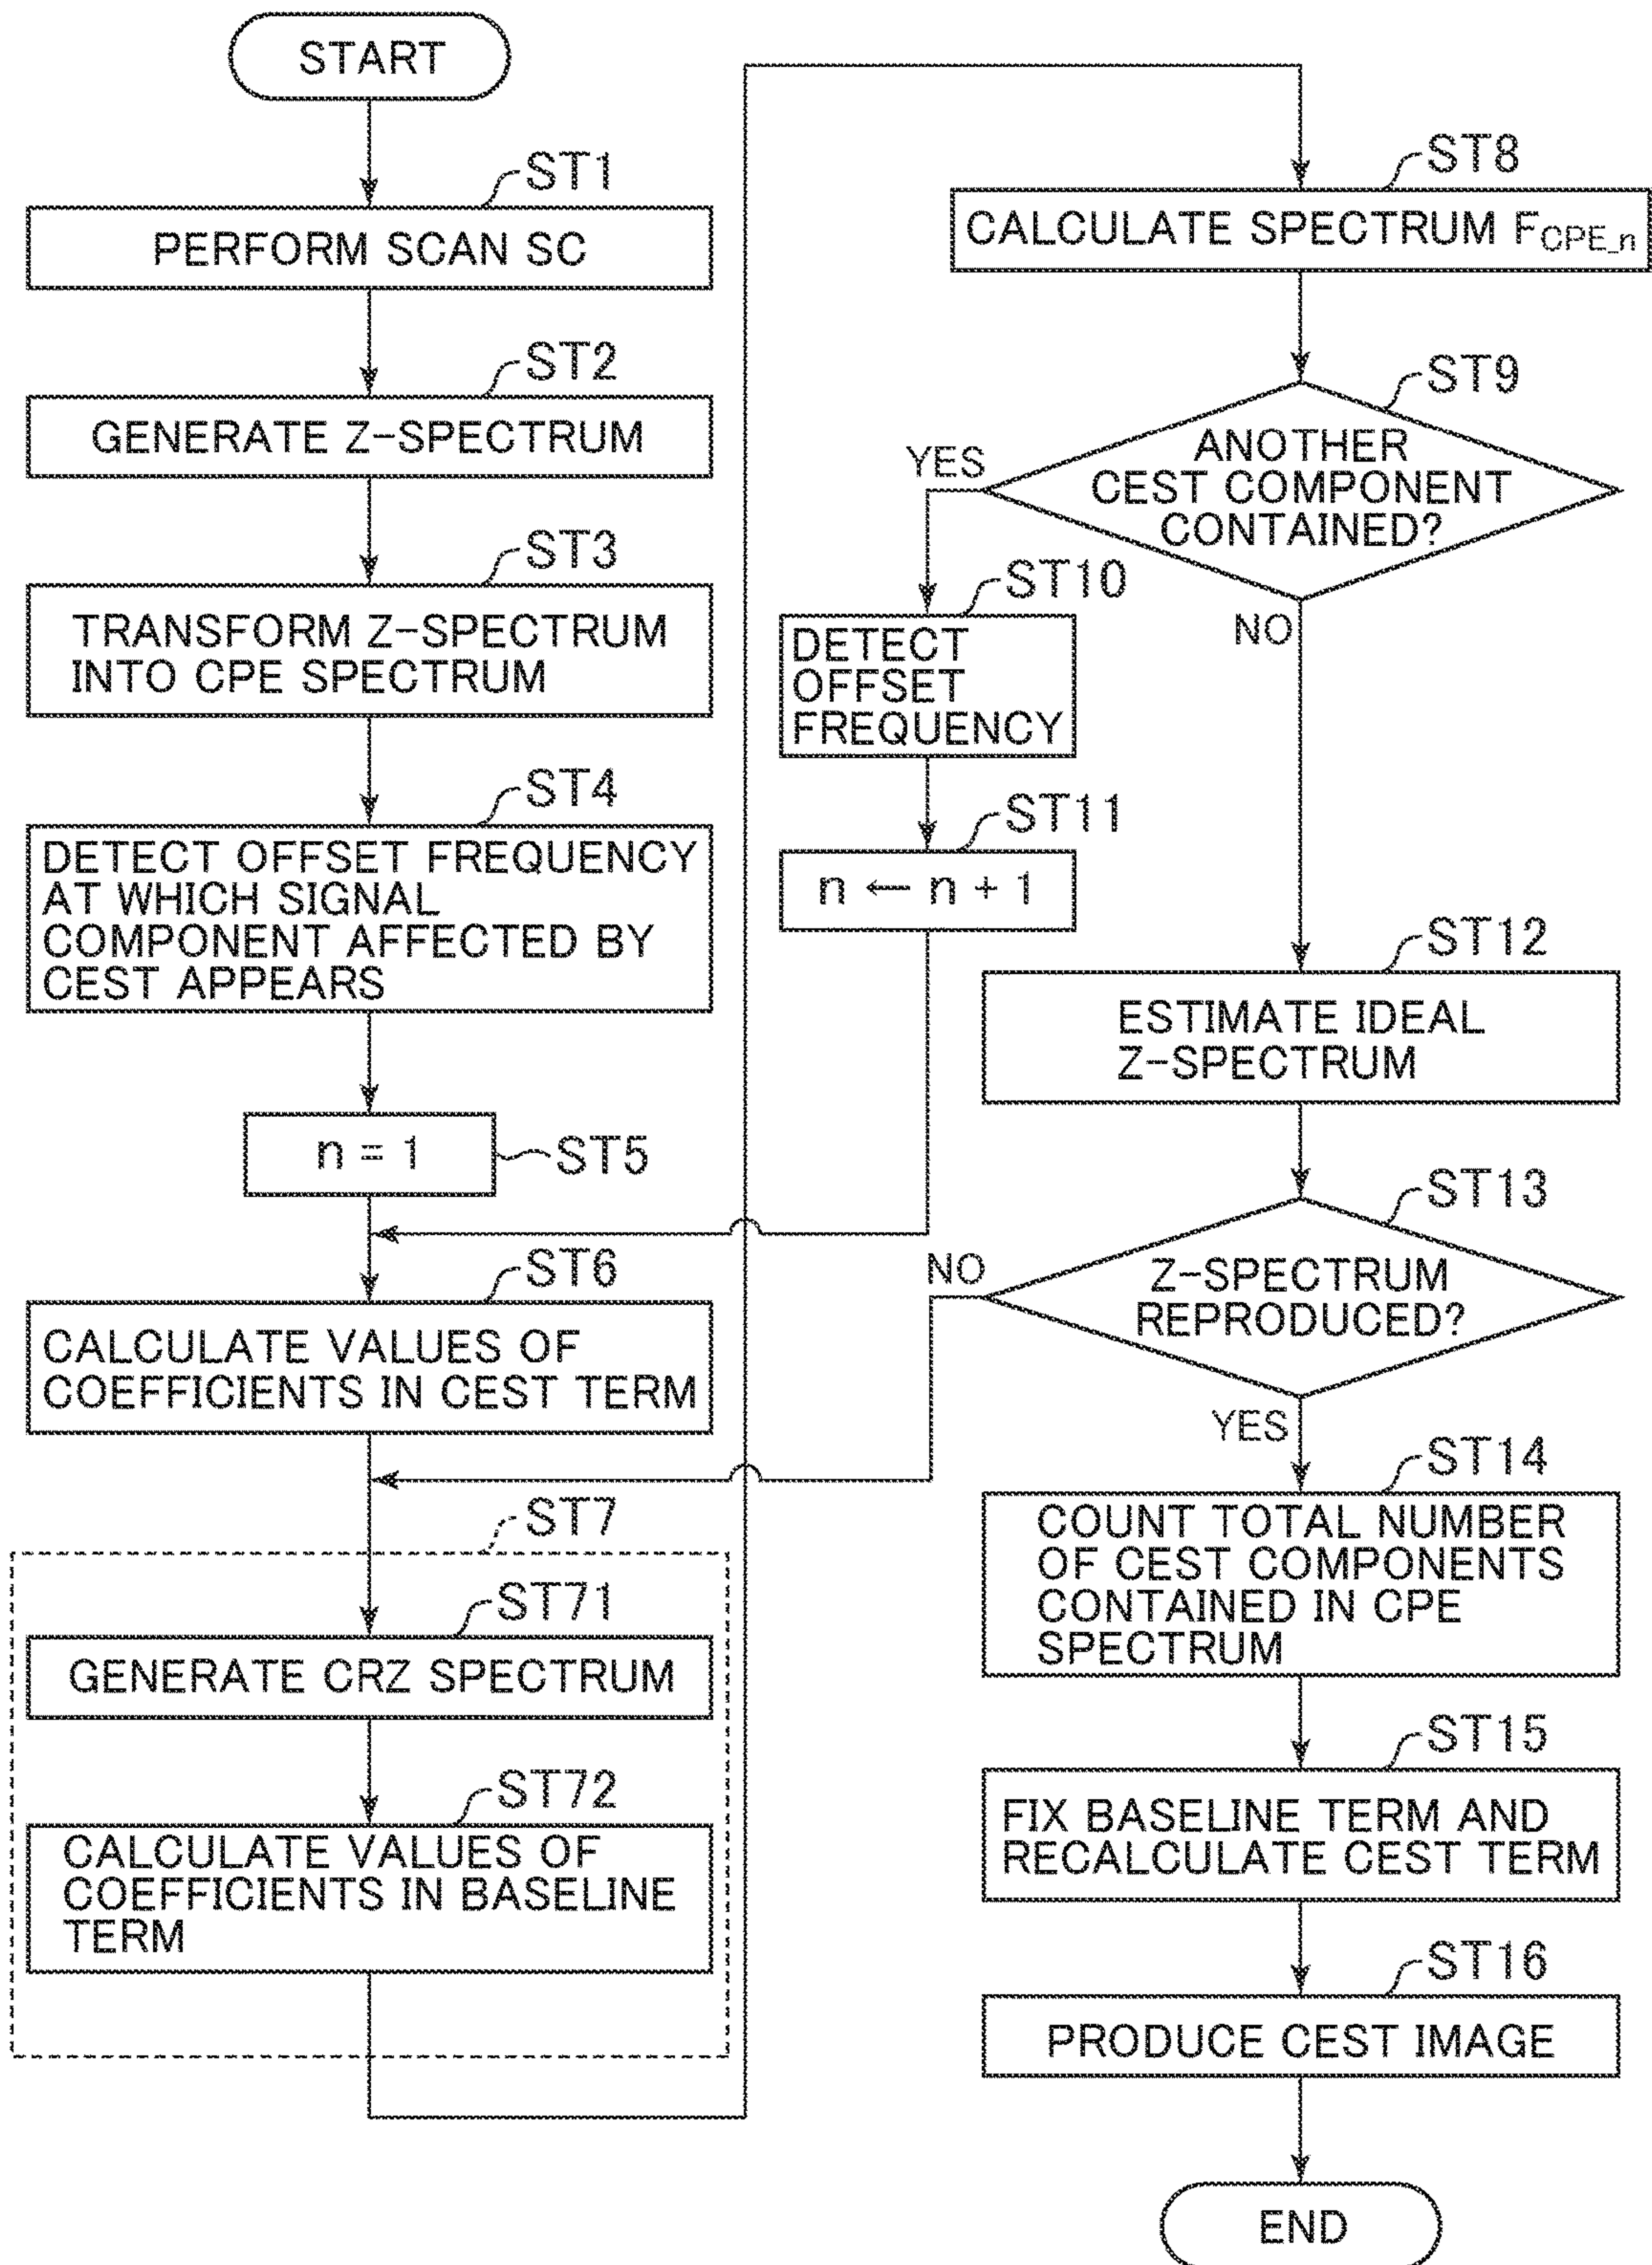 START
ST1
PERFORM SCAN SC
ST2
GENERATE Z-SPECTRUM
ST3
TRANSFORM Z-SPECTRUM
INTO CPE SPECTRUM
ST4
DETECT OFFSET FREQUENCY
AT WHICH SIGNAL
COMPONENT AFFECTED BY
CEST APPEARS
n = 1
ST5
ST6
CALCULATE VALUES OF
COEFFICIENTS IN CEST TERM
ST7
ST71
GENERATE CRZ SPECTRUM
ST72
CALCULATE VALUES OF
COEFFICIENTS IN BASELINE
TERM
ST8
CALCULATE SPECTRUM FCPE_n
ST9
ANOTHER
CEST COMPONENT
CONTAINED?
YES
NO
ST10
DETECT
OFFSET
FREQUENCY
ST11
n ← n + 1
ST12
ESTIMATE IDEAL
Z-SPECTRUM
ST13
Z-SPECTRUM
REPRODUCED?
NO
YES
ST14
COUNT TOTAL NUMBER
OF CEST COMPONENTS
CONTAINED IN CPE
SPECTRUM
ST15
FIX BASELINE TERM AND
RECALCULATE CEST TERM
ST16
PRODUCE CEST IMAGE
END